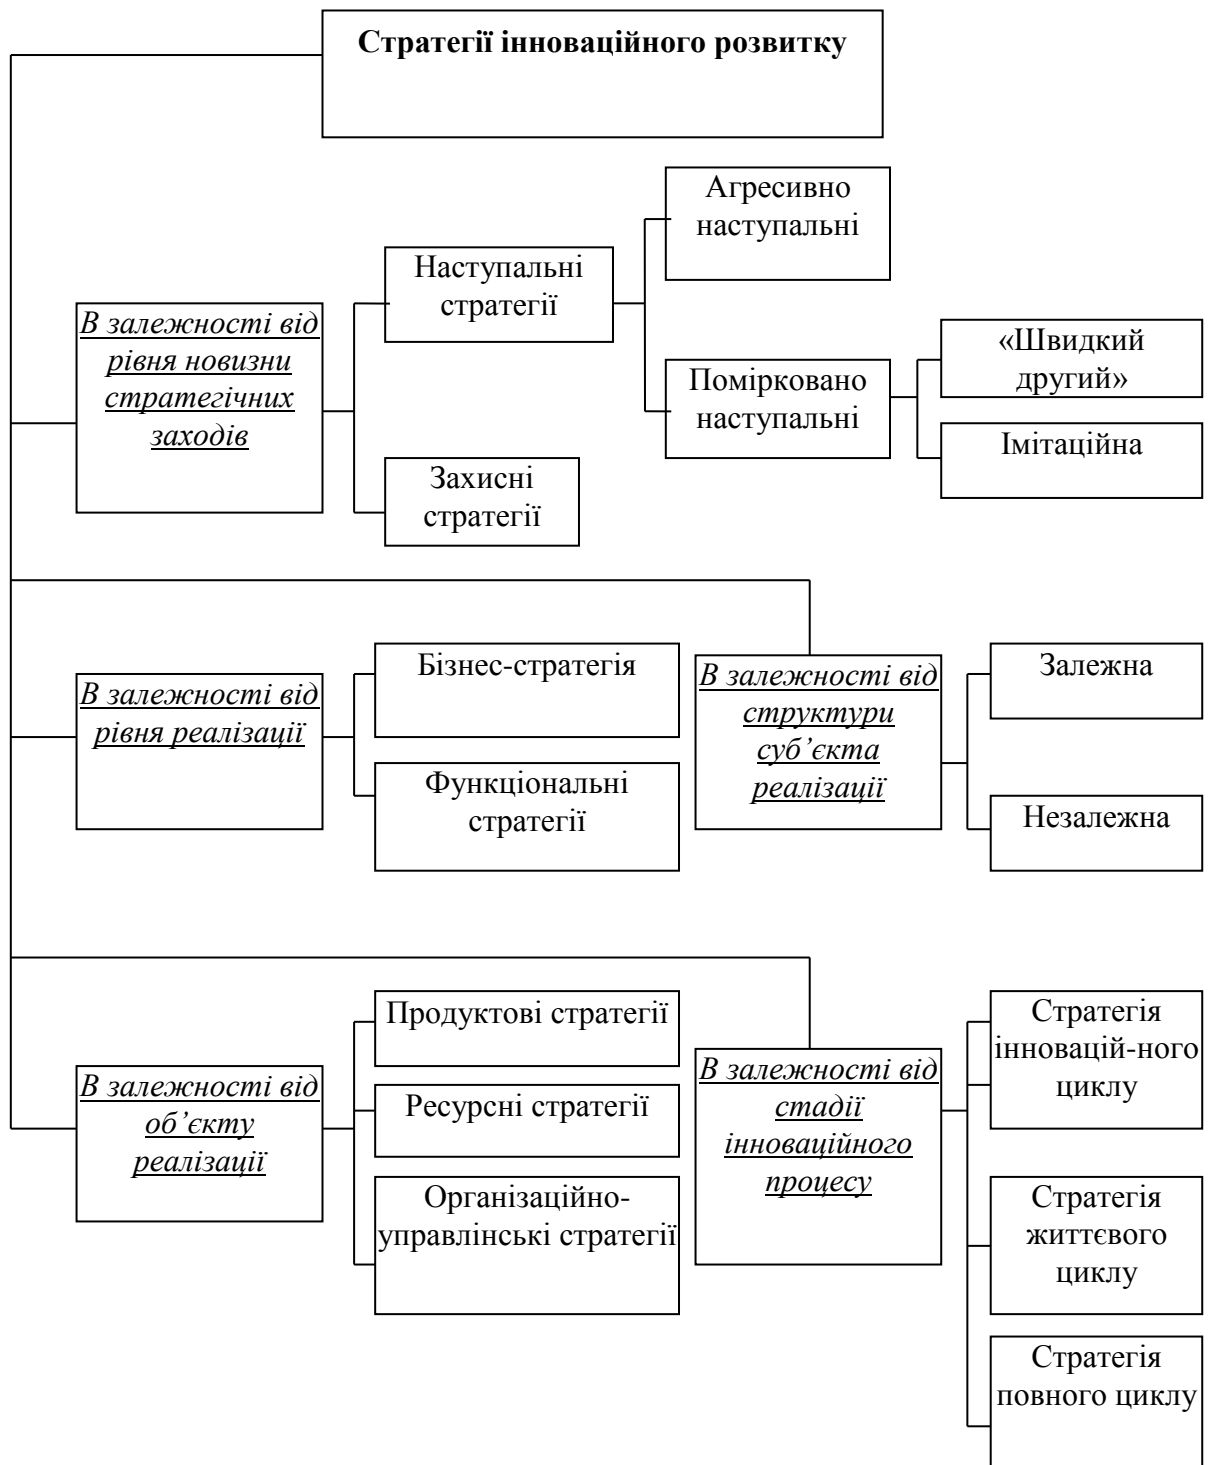 Стратегії інноваційного розвитку
Агресивно
наступальні
Наступальні
стратегії
В залежності від
рівня новизни
стратегічних
заходів
«Швидкий
другий»
Помірковано
наступальні
Імітаційна
Захисні
стратегії
Бізнес-стратегія
Залежна
В залежності від
рівня реалізації
В залежності від
структури
суб’єкта
реалізації
Функціональні
стратегії
Незалежна
Продуктові стратегії
Стратегія
інновацій-ного
циклу
В залежності від
об’єкту
реалізації
Ресурсні стратегії
В залежності від
стадії
інноваційного
процесу
Організаційно-
управлінські стратегії
Стратегія
життєвого
циклу
Стратегія
повного циклу